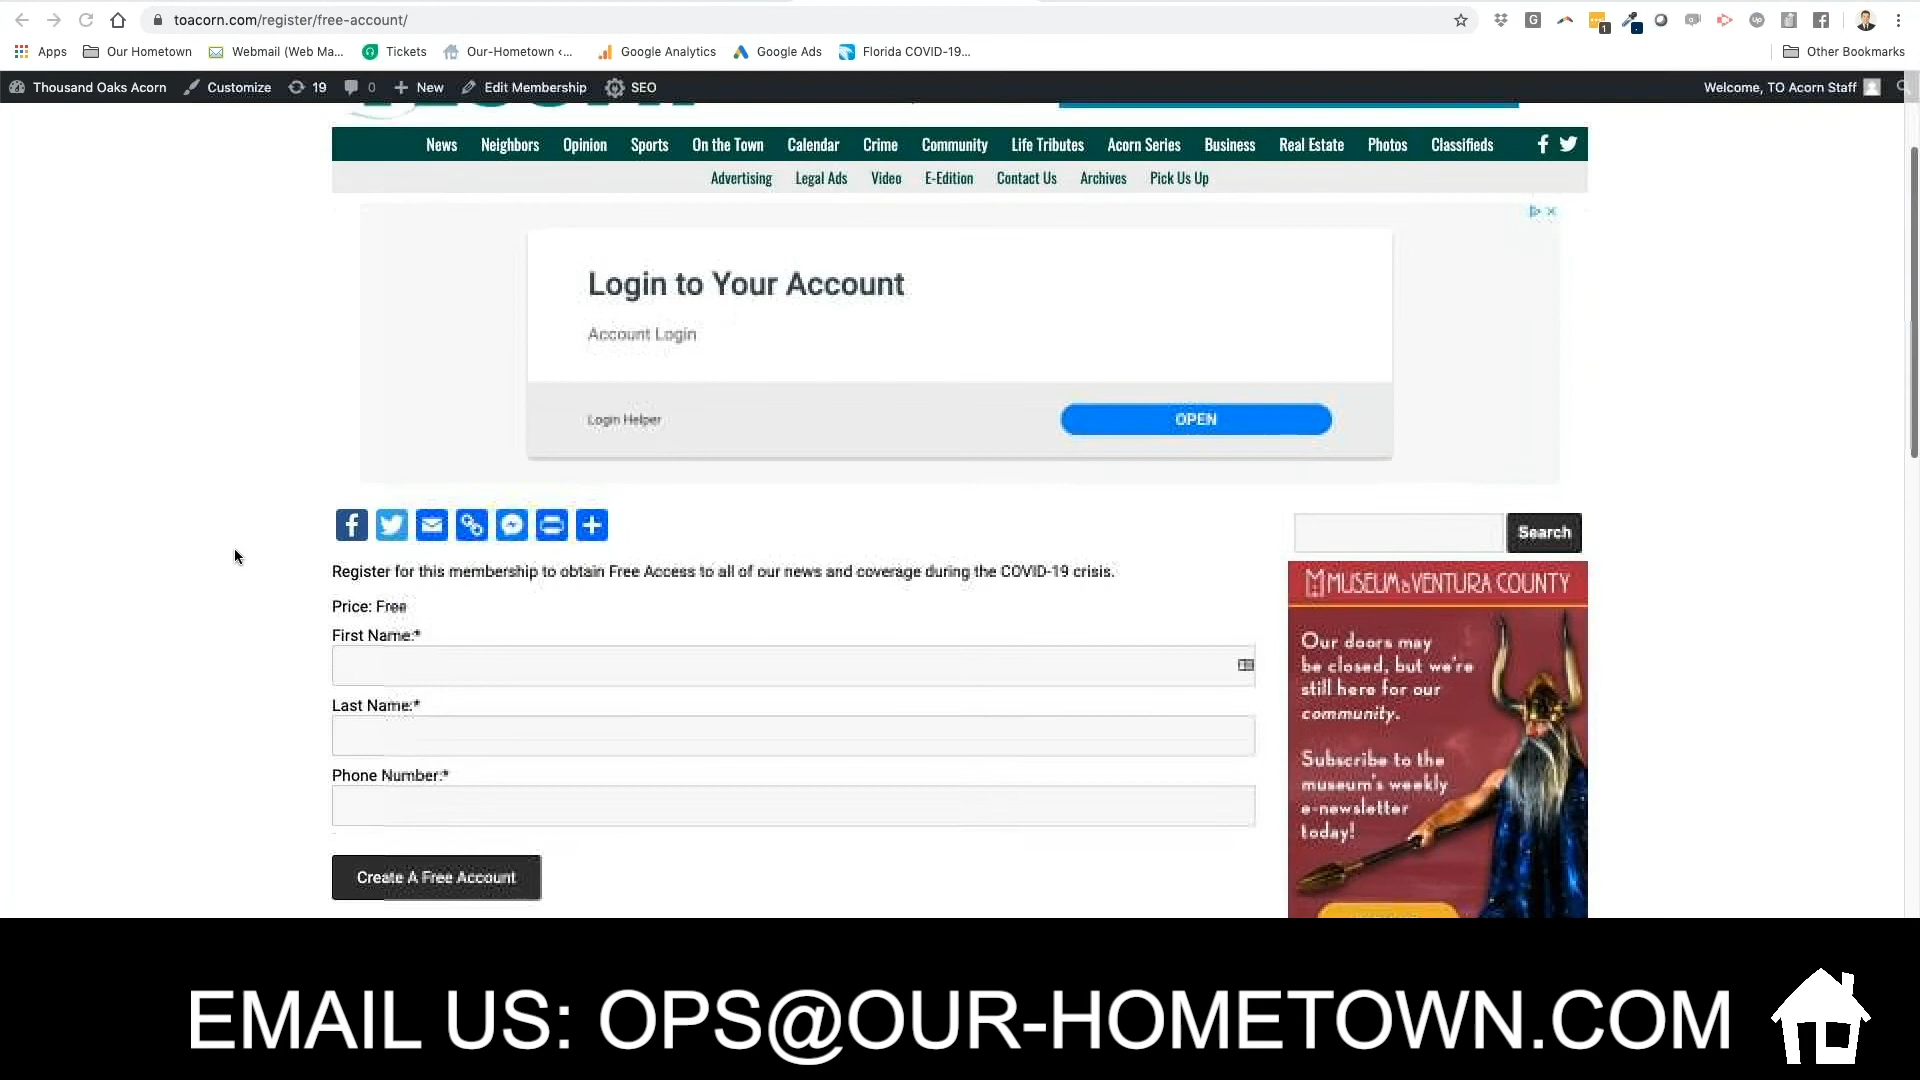 toacorn.com/register/free-account/
Apps Our Hometown Webmail (Web Ma... Tickets Our-Hometown ‹... Google Analytics Google Ads Florida COVID-19... Other Bookmarks
Thousand Oaks Acorn Customize 19 0 New Edit Membership SEO Welcome, TO Acorn Staff
News Neighbors Opinion Sports On the Town Calendar Crime Community Life Tributes Acorn Series Business Real Estate Photos Classifieds
Advertising Legal Ads Video E-Edition Contact Us Archives Pick Us Up
Login to Your Account
Account Login
Login Helper OPEN
Search
Register for this membership to obtain Free Access to all of our news and coverage during the COVID-19 crisis.
Price: Free
First Name:*
Last Name:*
Phone Number:*
Create A Free Account
MUSEUM of VENTURA COUNTY
Our doors may
be closed, but we're
still here for our
community.
Subscribe to the
museum's weekly
e-newsletter
today!
EMAIL US: OPS@OUR-HOMETOWN.COM